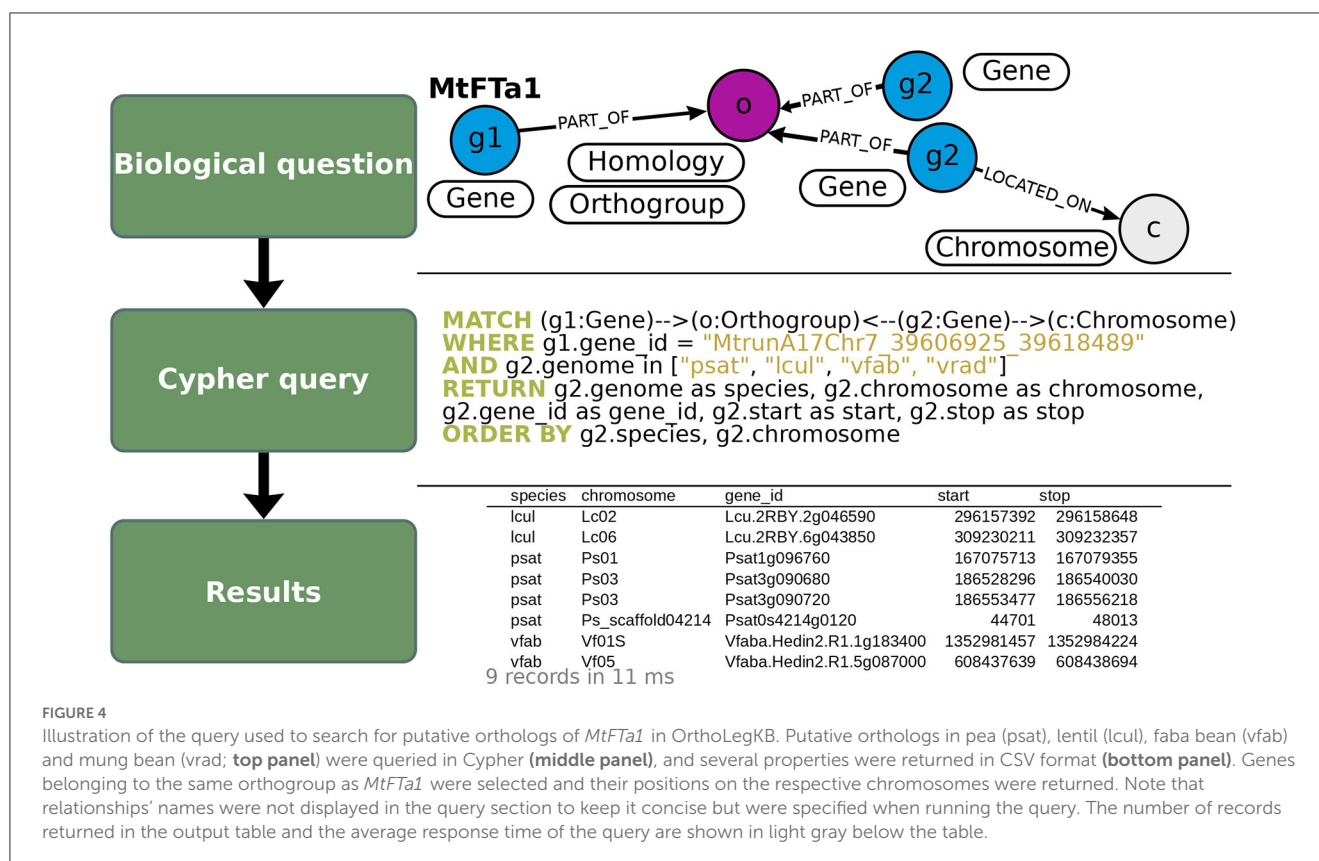 MtFTa1
g1
PART_OF
o
PART_OF
g2
Gene
PART_OF
g2
Gene
Homology
Orthogroup
Gene
LOCATED_ON
Chromosome
c
Biological question
Cypher query
MATCH (g1:Gene)-->(o:Orthogroup)<--(g2:Gene)-->(c:Chromosome)
WHERE g1.gene_id = "MtrunA17Chr7_39606925_39618489"
AND g2.genome in ["psat", "lcul", "vfab", "vrad"]
RETURN g2.genome as species, g2.chromosome as chromosome,
g2.gene_id as gene_id, g2.start as start, g2.stop as stop
ORDER BY g2.species, g2.chromosome
Results
species chromosome gene_id start stop
lcul Lc02 Lcu.2RBY.2g046590 296157392 296158648
lcul Lc06 Lcu.2RBY.6g043850 309230211 309232357
psat Ps01 Psat1g096760 167075713 167079355
psat Ps03 Psat3g090680 186528296 186540030
psat Ps03 Psat3g090720 186553477 186556218
psat Ps_scaffold04214 Psat0s4214g0120 44701 48013
vfab Vf01S Vfaba.Hedin2.R1.1g183400 1352981457 1352984224
vfab Vf05 Vfaba.Hedin2.R1.5g087000 608437639 608438694
9 records in 11 ms
FIGURE 4
Illustration of the query used to search for putative orthologs of MtFTa1 in OrthoLegKB. Putative orthologs in pea (psat), lentil (lcul), faba bean (vfab)
and mung bean (vrad; top panel) were queried in Cypher (middle panel), and several properties were returned in CSV format (bottom panel). Genes
belonging to the same orthogroup as MtFTa1 were selected and their positions on the respective chromosomes were returned. Note that
relationships' names were not displayed in the query section to keep it concise but were specified when running the query. The number of records
returned in the output table and the average response time of the query are shown in light gray below the table.